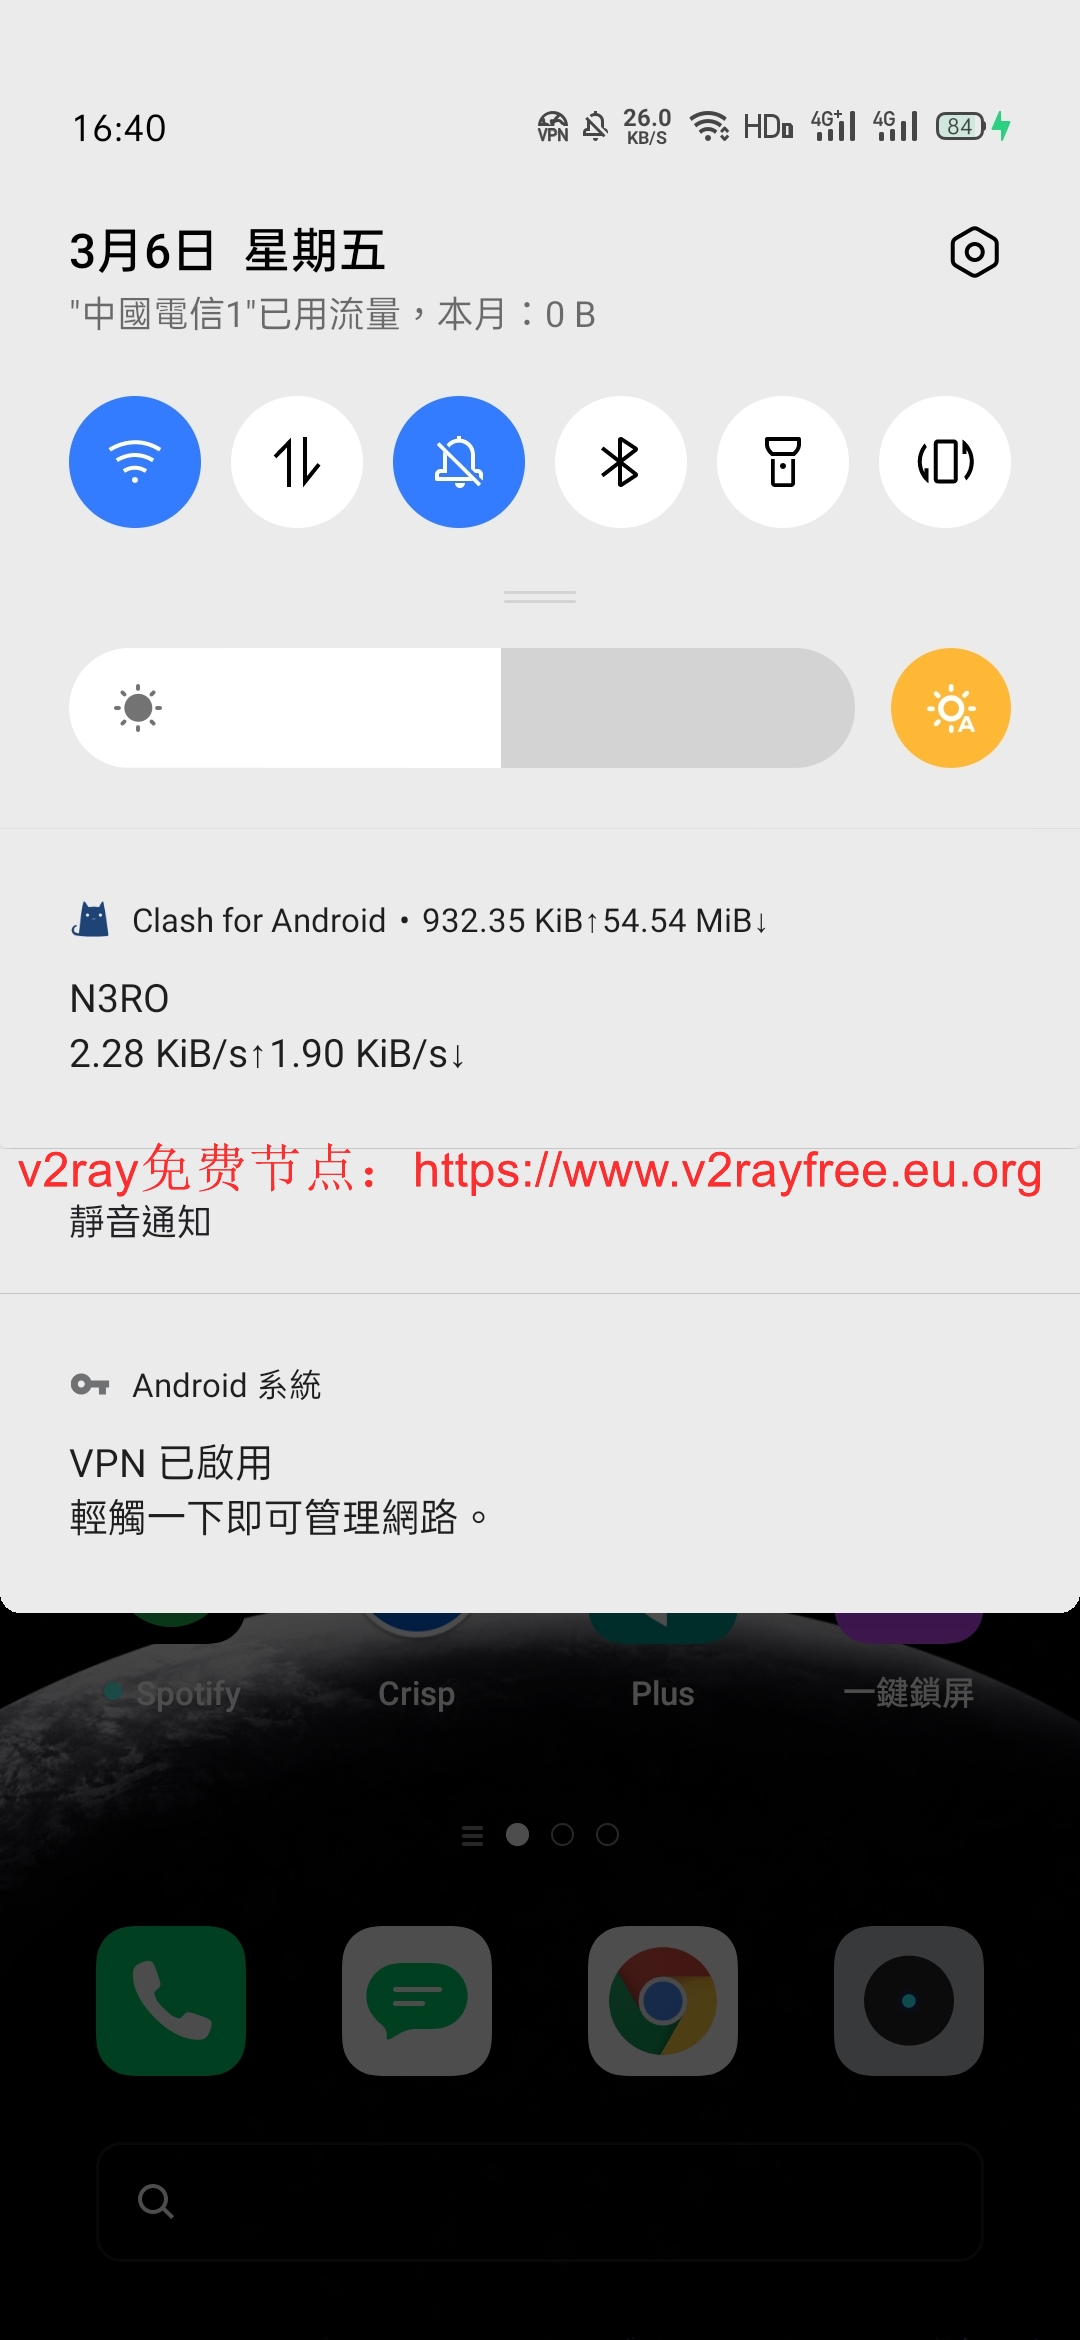 16:40
VPN
26.0
KB/S
HD
4G+
4G
84
3月6日 星期五
"中國電信1"已用流量，本月：0 B
A
Clash for Android • 932.35 KiB↑54.54 MiB↓
N3RO
2.28 KiB/s↑1.90 KiB/s↓
v2ray免费节点：https://www.v2rayfree.eu.org
靜音通知
Android 系統
VPN 已啟用
輕觸一下即可管理網路。
Spotify
Crisp
Plus
一鍵鎖屏